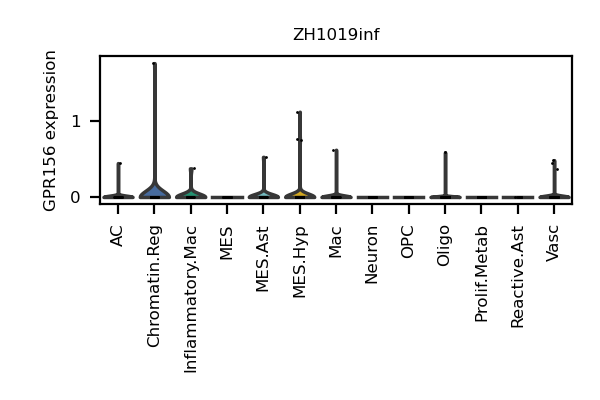 ZH1019inf
GPR156 expression
1
0
AC
Chromatin.Reg
Inflammatory.Mac
MES
MES.Ast
MES.Hyp
Mac
Neuron
OPC
Oligo
Prolif.Metab
Reactive.Ast
Vasc